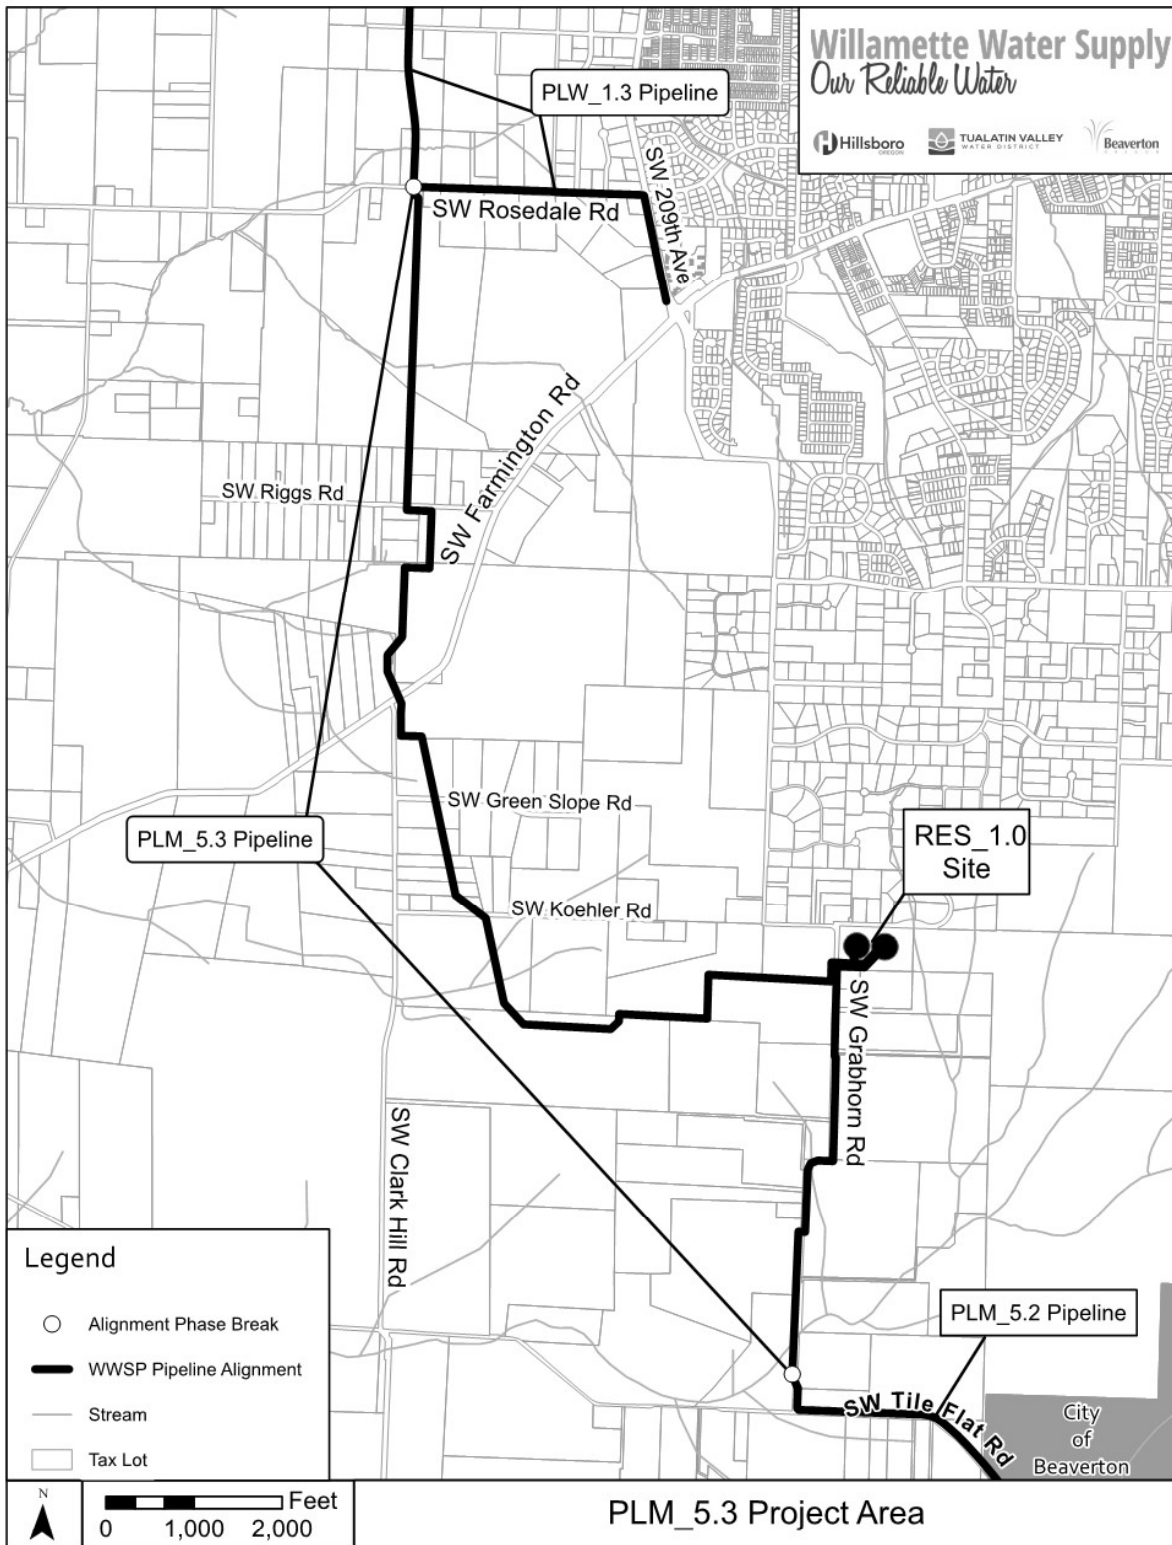 Willamette Water Supply
Our Reliable Water
Hillsboro
OREGON
TUALATIN VALLEY
WATER DISTRICT
Beaverton
OREGON
PLW_1.3 Pipeline
SW 209th Ave
SW Rosedale Rd
SW Farmington Rd
SW Riggs Rd
SW Green Slope Rd
PLM_5.3 Pipeline
RES_1.0
Site
SW Koehler Rd
SW Grabhorn Rd
SW Clark Hill Rd
PLM_5.2 Pipeline
SW Tile Flat Rd
City
of
Beaverton
Legend
Alignment Phase Break
WWSP Pipeline Alignment
Stream
Tax Lot
N
Feet
0 1,000 2,000
PLM_5.3 Project Area